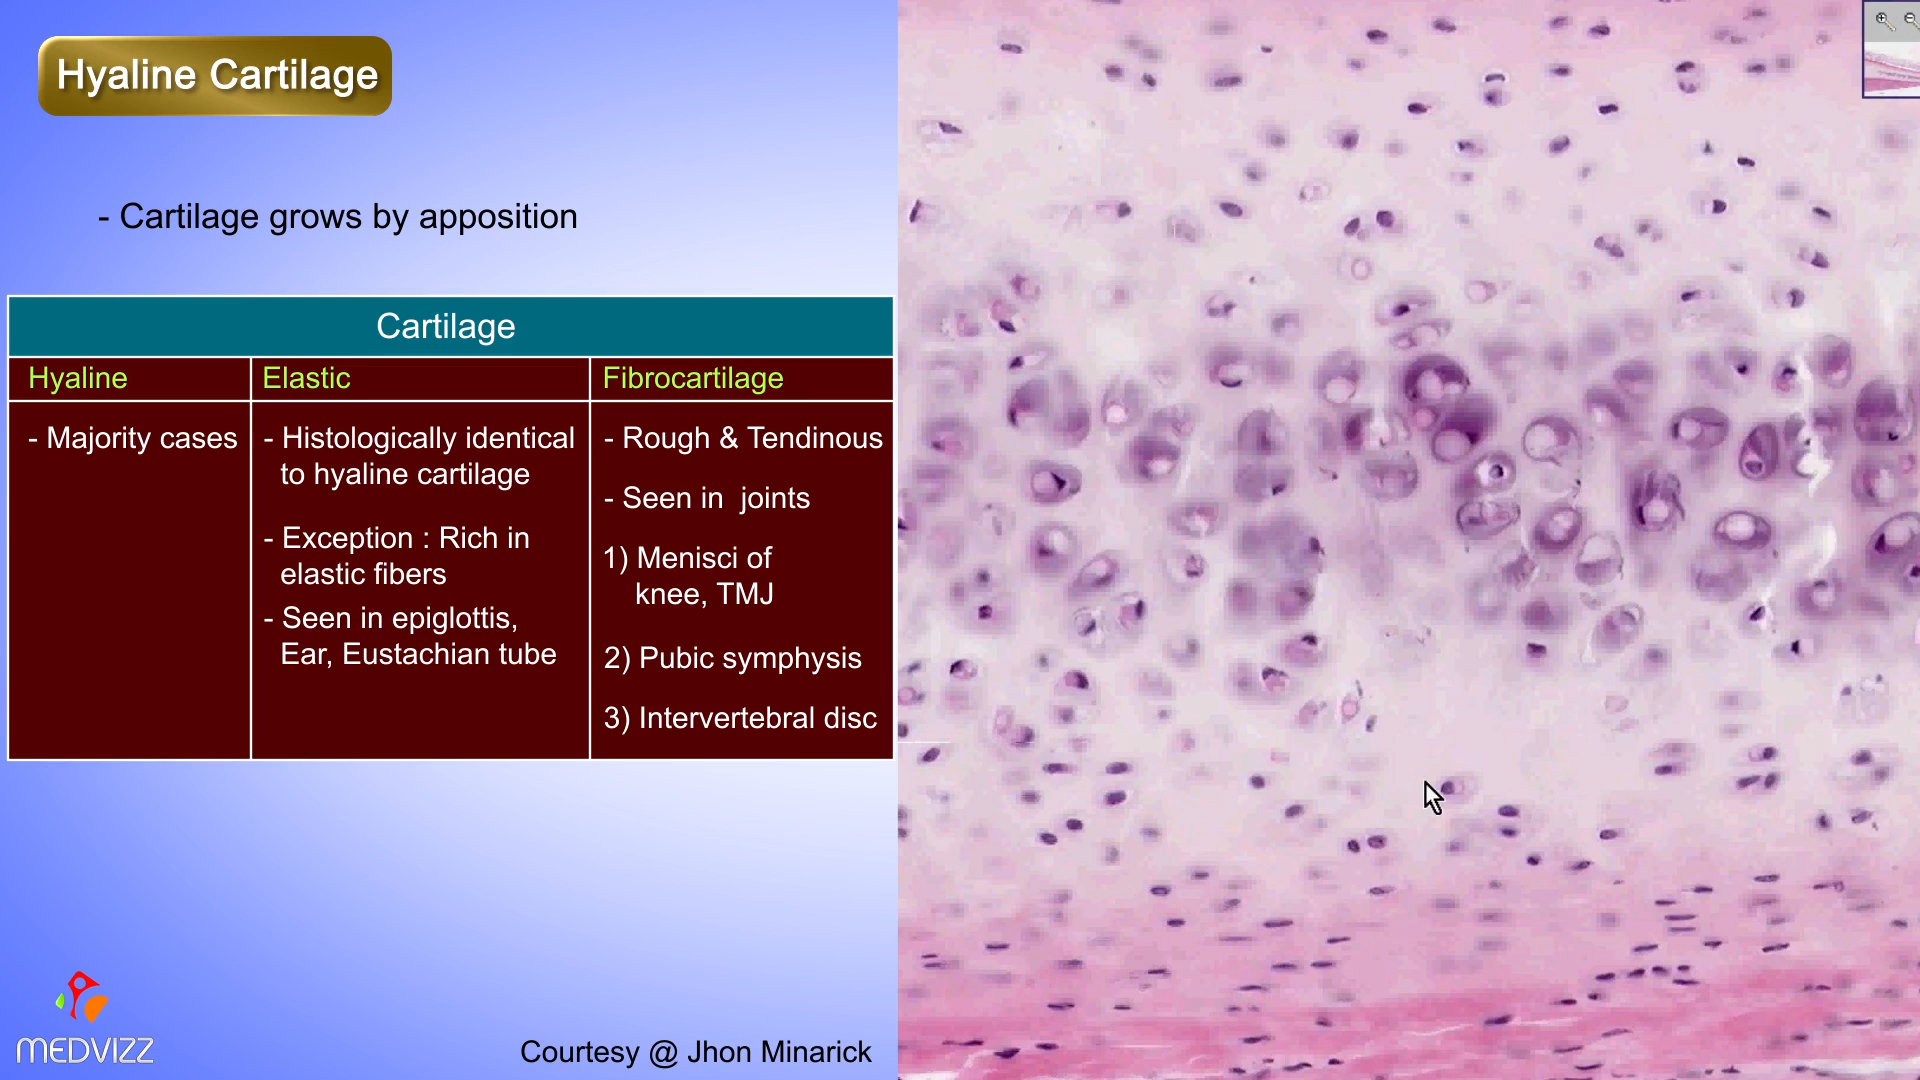 Hyaline Cartilage
- Cartilage grows by apposition
Cartilage
Hyaline
Elastic
Fibrocartilage
- Majority cases
- Histologically identical
to hyaline cartilage
- Exception : Rich in
elastic fibers
- Seen in epiglottis,
Ear, Eustachian tube
- Rough & Tendinous
- Seen in joints
1) Menisci of
knee, TMJ
2) Pubic symphysis
3) Intervertebral disc
MEDVIZZ
Courtesy @ Jhon Minarick